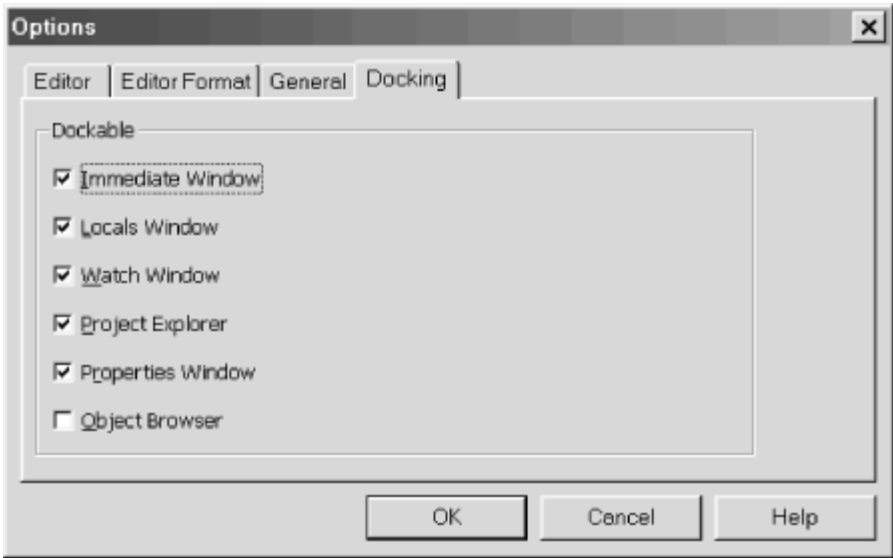 Options
Editor Editor Format General Docking
Dockable
Immediate Window
Locals Window
Watch Window
Project Explorer
Properties Window
Object Browser
OK Cancel Help